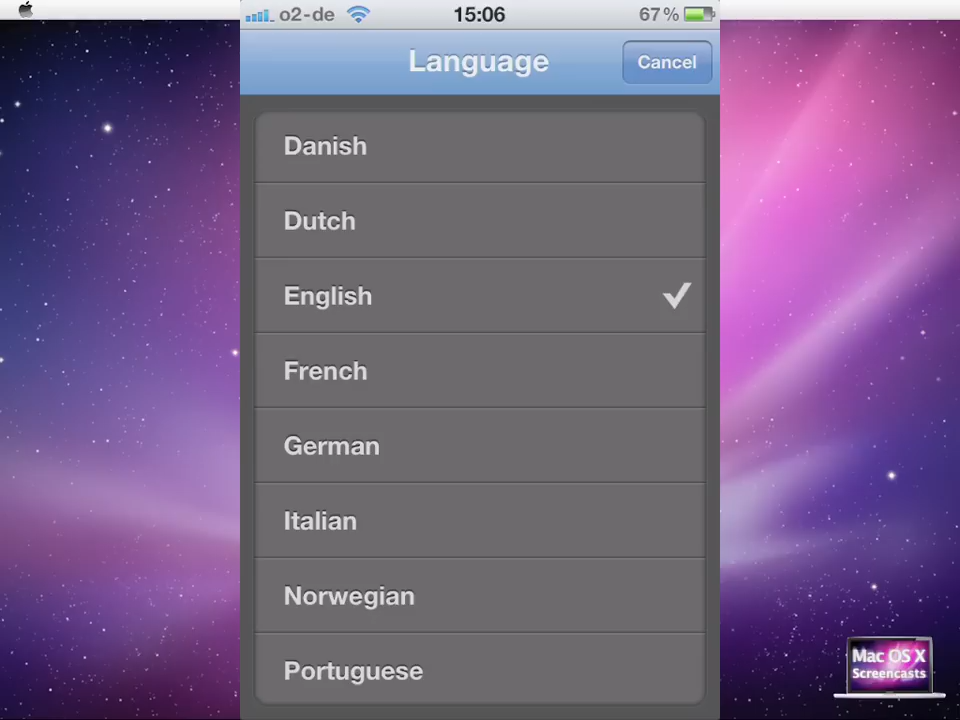 o2-de 15:06 67%
Language Cancel
Danish
Dutch
English
French
German
Italian
Norwegian
Portuguese
Mac OS X
Screencasts